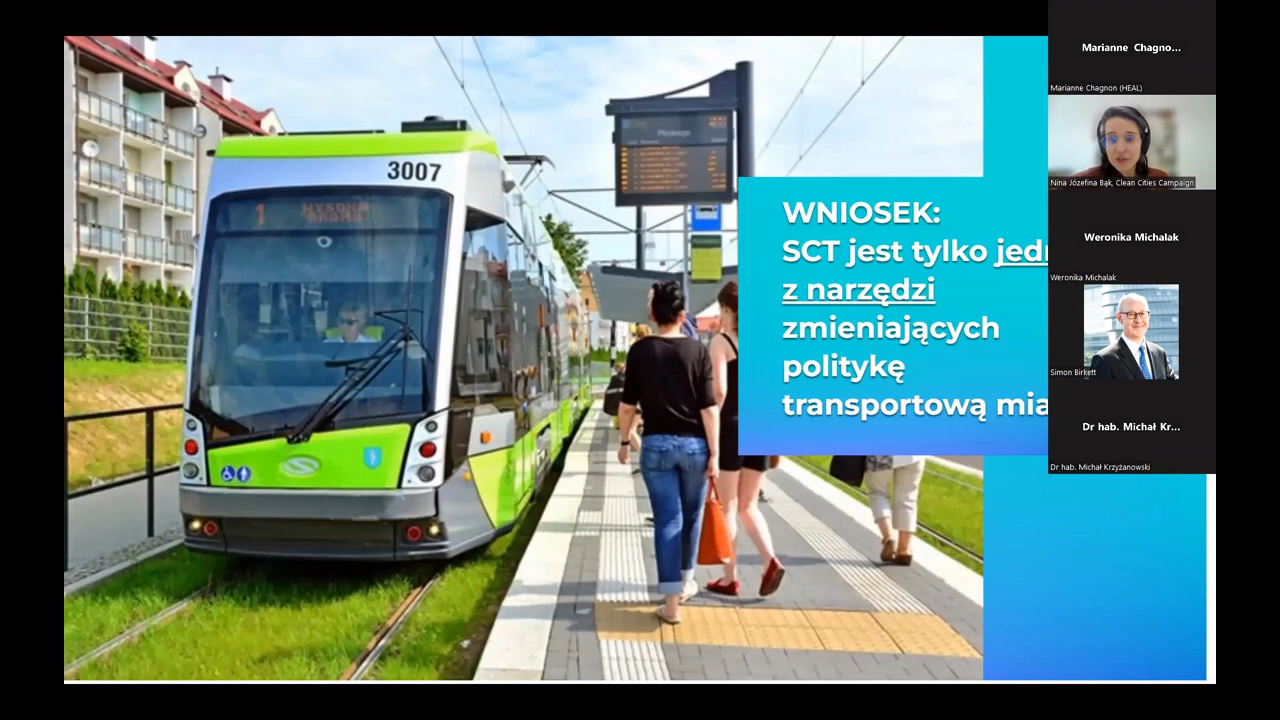 3007
1 WYSOKA
BRAMA
WNIOSEK:
SCT jest tylko jedn
z narzędzi
zmieniających
politykę
transportową mia
Marianne Chagno...
Marianne Chagnon (HEAL)
Nina Józefina Bąk, Clean Cities Campaign
Weronika Michalak
Weronika Michalak
Simon Birkett
Dr hab. Michał Kr...
Dr hab. Michał Krzyżanowski